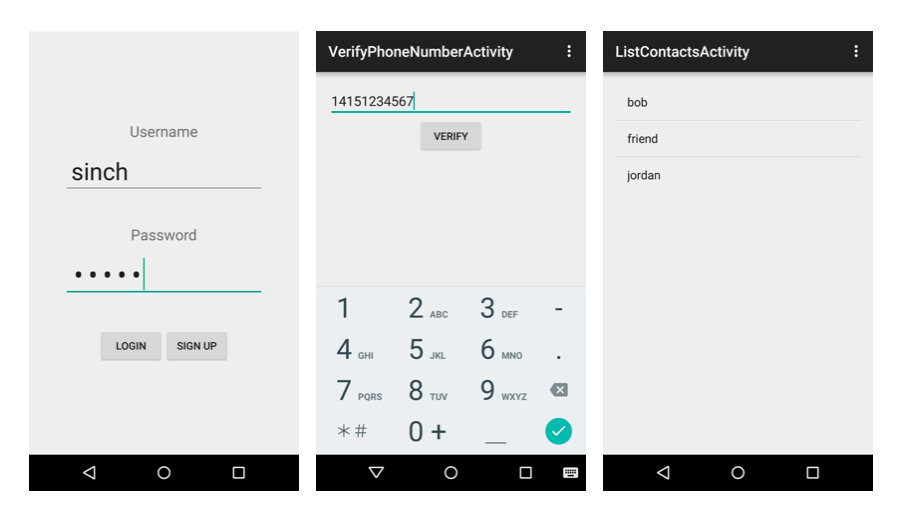 Username
sinch
Password
•••••
LOGIN SIGN UP
VerifyPhoneNumberActivity
14151234567
VERIFY
1 2 ABC 3 DEF -
4 GHI 5 JKL 6 MNO .
7 PQRS 8 TUV 9 WXYZ
*# 0 + _
ListContactsActivity
bob
friend
jordan